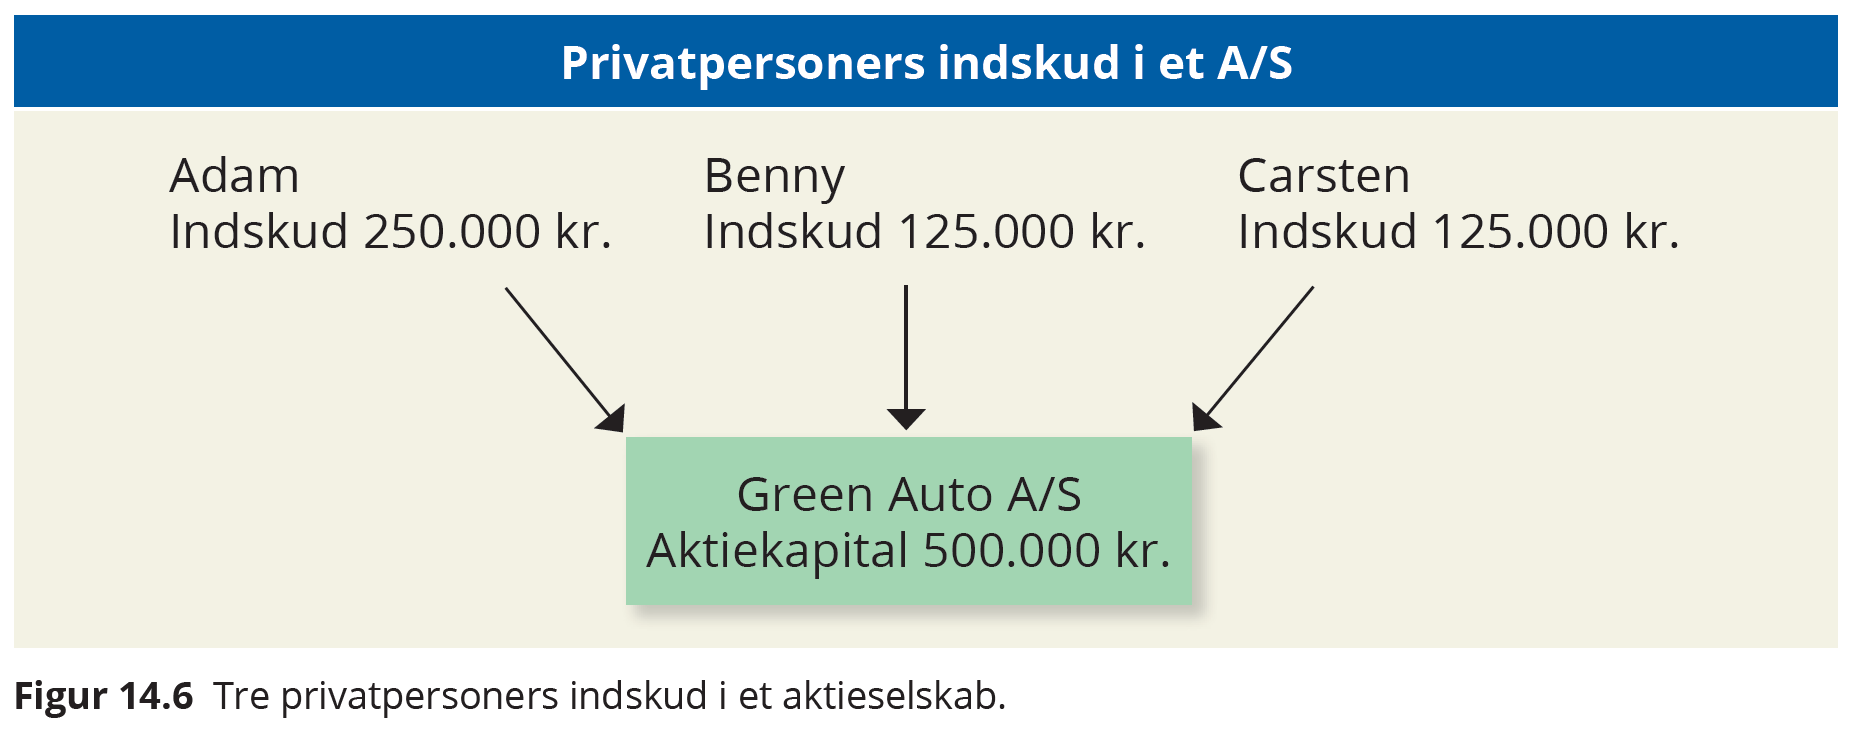 Privatpersoners indskud i et A/S
Adam
Indskud 250.000 kr.
Benny
Indskud 125.000 kr.
Carsten
Indskud 125.000 kr.
Green Auto A/S
Aktiekapital 500.000 kr.
Figur 14.6 Tre privatpersoners indskud i et aktieselskab.